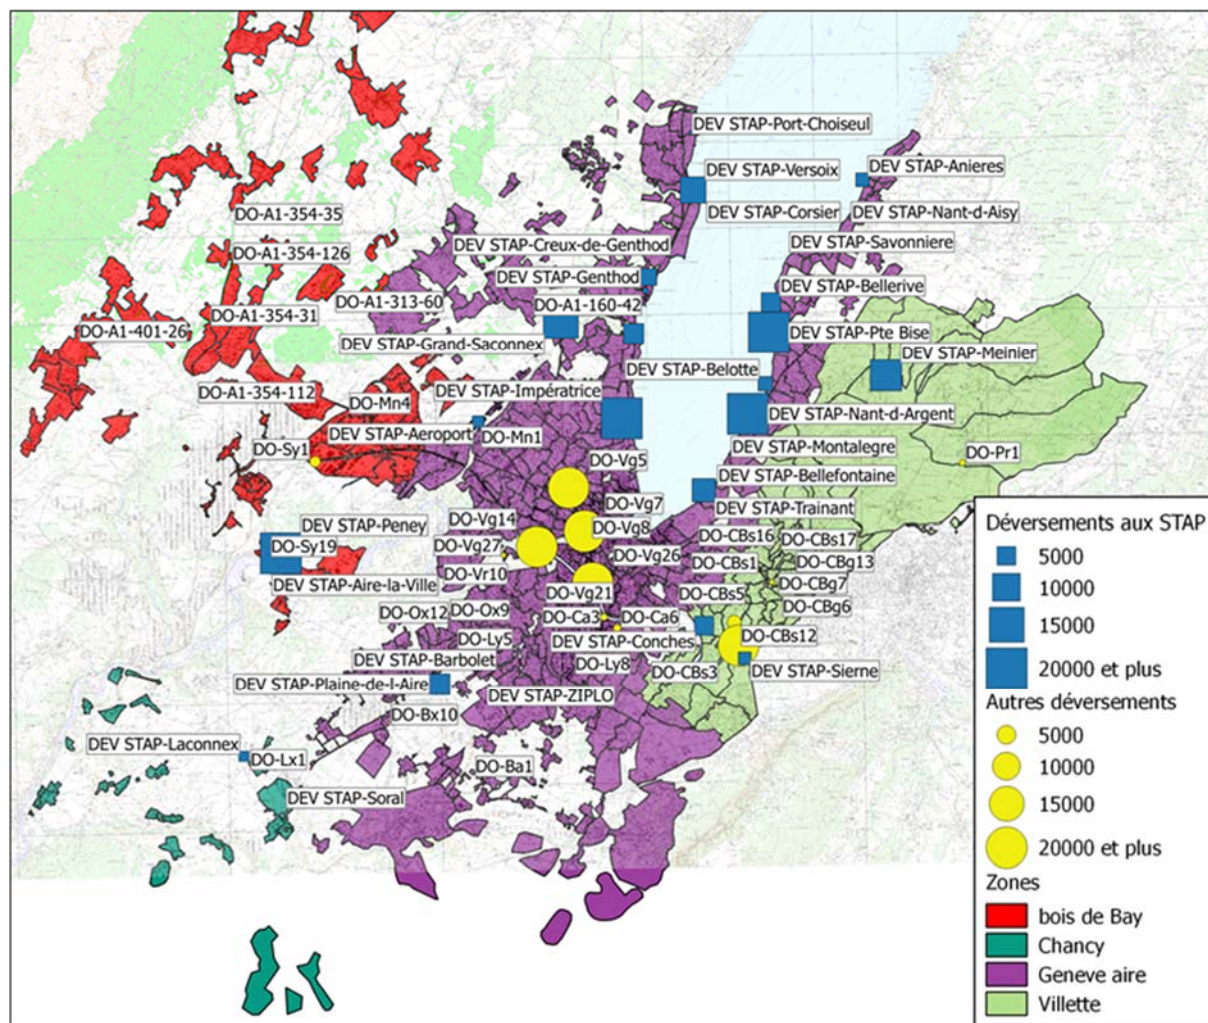 DEV STAP-Port-Choiseul
DEV STAP-Versoix
DEV STAP-Anieres
DO-A1-354-35
DEV STAP-Corsier
DEV STAP-Nant-d-Aisy
DEV STAP-Creux-de-Genthod
DEV STAP-Savonniere
DO-A1-354-126
DEV STAP-Genthod
DEV STAP-Bellerive
DO-A1-313-60
DO-A1-160-42
DO-A1-354-31
DO-A1-401-26
DEV STAP-Pte Bise
DEV STAP-Grand-Saconnex
DEV STAP-Meinier
DEV STAP-Belotte
DO-A1-354-112
DEV STAP-Impératrice
DO-Mn4
DEV STAP-Nant-d-Argent
DEV STAP-Aeroport
DO-Mn1
DO-Sy1
DEV STAP-Montalegre
DO-Vg5
DO-Pr1
DEV STAP-Bellefontaine
DO-Vg7
DEV STAP-Trainant
DEV STAP-Peney
DO-Vg14
DO-Vg8
DO-CBs16
DO-CBs17
DO-Sy19
DO-Vg27
DO-Vg26
DO-CBs1
DO-CBg13
DEV STAP-Aire-la-Ville
DO-Vr10
DO-CBg7
DO-Vg21
DO-CBs5
DO-CBg6
DO-Ox12
DO-Ox9
DO-Ca3
DO-Ca6
DO-Ly5
DEV STAP-Conches
DO-CBs12
DEV STAP-Barbolet
DO-Ly8
DO-CBs3
DEV STAP-Sierne
DEV STAP-Plaine-de-l-Aire
DEV STAP-ZIPLO
DO-Bx10
DEV STAP-Laconnex
DO-Lx1
DO-Ba1
DEV STAP-Soral
Déversements aux STAP
5000
10000
15000
20000 et plus
Autres déversements
5000
10000
15000
20000 et plus
Zones
bois de Bay
Chancy
Geneve aire
Villette